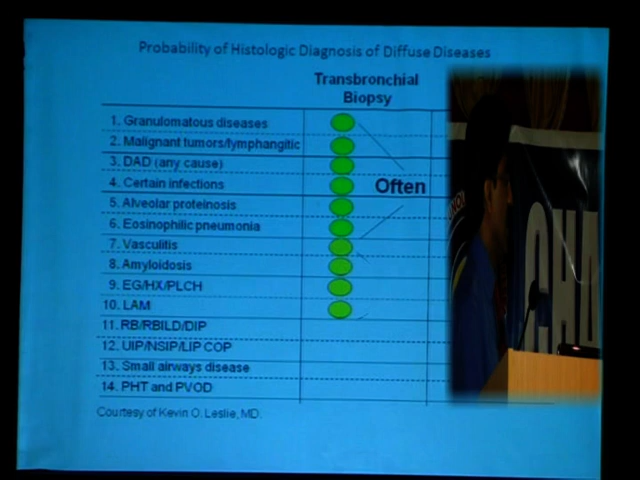 Probability of Histologic Diagnosis of Diffuse Diseases
Transbronchial
Biopsy
1. Granulomatous diseases
2. Malignant tumors/lymphangitic
3. DAD (any cause)
4. Certain infections
Often
5. Alveolar proteinosis
6. Eosinophilic pneumonia
7. Vasculitis
8. Amyloidosis
9. EG/HX/PLCH
10. LAM
11. RB/RBILD/DIP
12. UIP/NSIP/LIP COP
13. Small airways disease
14. PHT and PVOD
Courtesy of Kevin O. Leslie, MD.